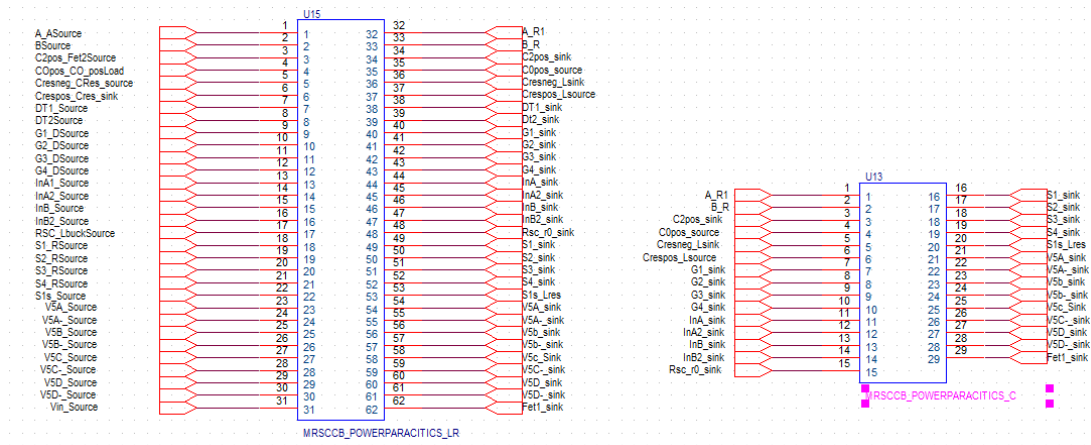 U15
A_ASource 1 1 32 32 A_R1
BSource 2 2 33 33 B_R
C2pos_Fet2Source 3 3 34 34 C2pos_sink
COpos_CO_posLoad 4 4 35 35 C0pos_source
Cresneg_CRes_source 5 5 36 36 Cresneg_Lsink
Crespos_Cres_sink 6 6 37 37 Crespos_Lsource
DT1_Source 7 7 38 38 DT1_sink
DT2Source 8 8 39 39 Dt2_sink
G1_DSource 9 9 40 40 G1_sink
G2_DSource 10 10 41 41 G2_sink
G3_DSource 11 11 42 42 G3_sink
G4_DSource 12 12 43 43 G4_sink
InA1_Source 13 13 44 44 InA_sink
InA2_Source 14 14 45 45 InA2_sink
InB_Source 15 15 46 46 InB_sink
InB2_Source 16 16 47 47 InB2_sink
RSC_LbuckSource 17 17 48 48 Rsc_r0_sink
S1_RSource 18 18 49 49 S1_sink
S2_RSource 19 19 50 50 S2_sink
S3_RSource 20 20 51 51 S3_sink
S4_RSource 21 21 52 52 S4_sink
S1s_Source 22 22 53 53 S1s_Lres
V5A_Source 23 23 54 54 V5A_sink
V5A-_Source 24 24 55 55 V5A-_sink
V5B_Source 25 25 56 56 V5b_sink
V5B-_Source 26 26 57 57 V5b-_sink
V5C_Source 27 27 58 58 V5c_Sink
V5C-_Source 28 28 59 59 V5C-_sink
V5D_Source 29 29 60 60 V5D_sink
V5D-_Source 30 30 61 61 V5D-_sink
Vin_Source 31 31 62 62 Fet1_sink
MRSCCB_POWERPARACITICS_LR
U13
A_R1 1 1 16 16 S1_sink
B_R 2 2 17 17 S2_sink
C2pos_sink 3 3 18 18 S3_sink
C0pos_source 4 4 19 19 S4_sink
Cresneg_Lsink 5 5 20 20 S1s_Lres
Crespos_Lsource 6 6 21 21 V5A_sink
G1_sink 7 7 22 22 V5A-_sink
G2_sink 8 8 23 23 V5b_sink
G3_sink 9 9 24 24 V5b-_sink
G4_sink 10 10 25 25 V5c_Sink
InA_sink 11 11 26 26 V5C-_sink
InA2_sink 12 12 27 27 V5D_sink
InB_sink 13 13 28 28 V5D-_sink
InB2_sink 14 14 29 29 Fet1_sink
Rsc_r0_sink 15 15
MRSCCB_POWERPARACITICS_C